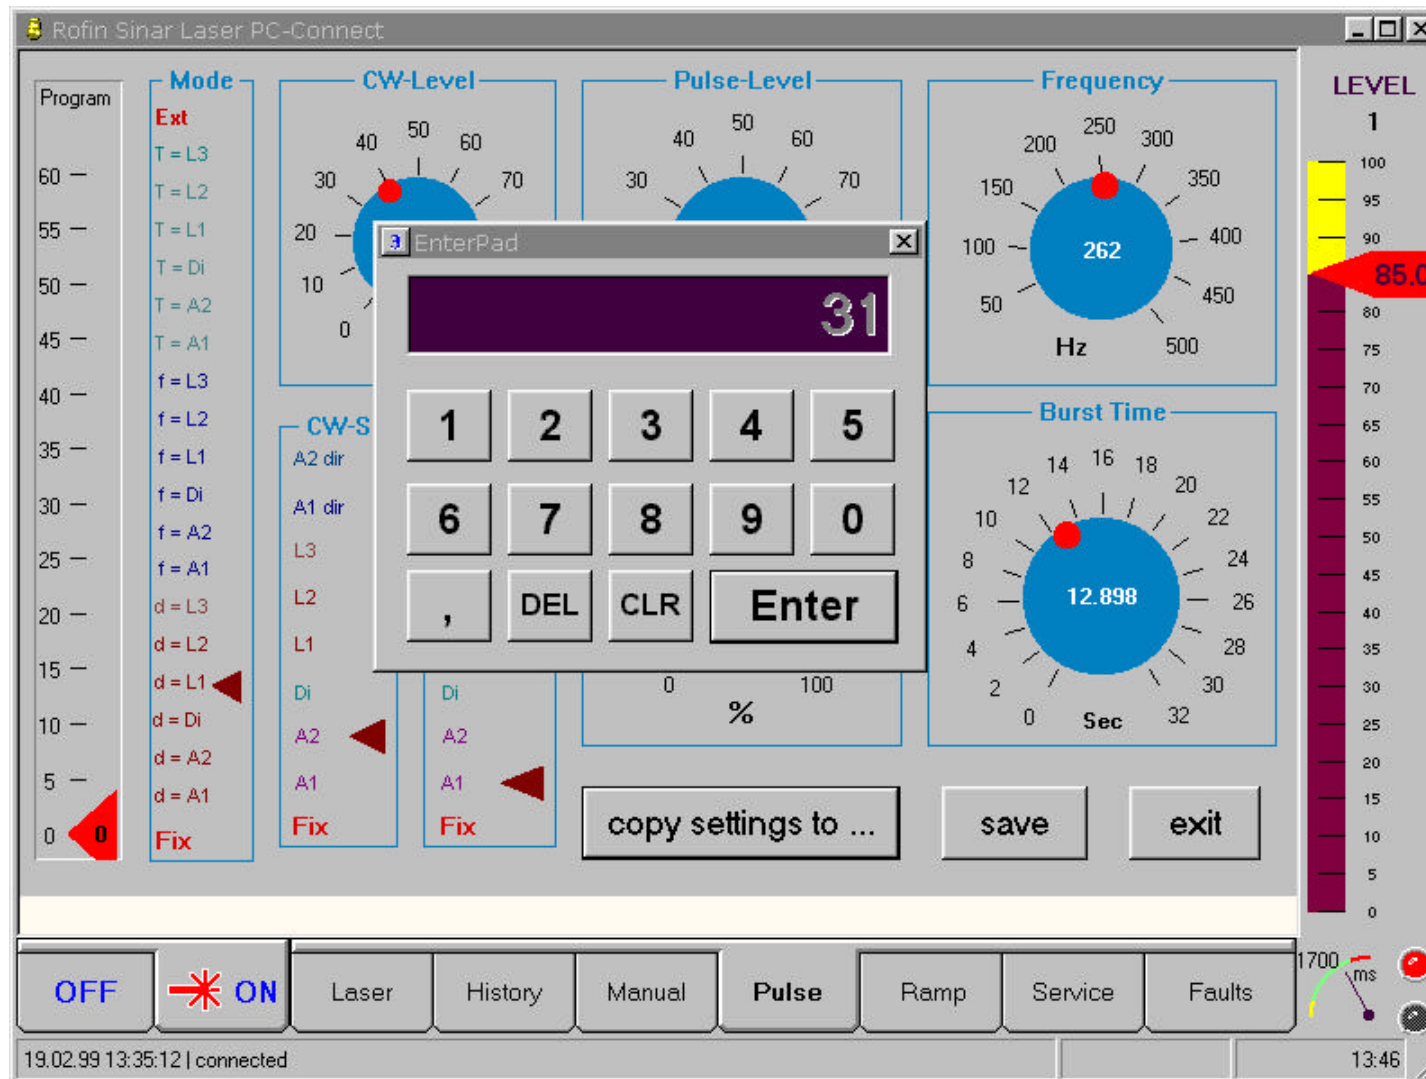 Rofin Sinar Laser PC-Connect
Program
60
55
50
45
40
35
30
25
20
15
10
5
0
0
Mode
Ext
T = L3
T = L2
T = L1
T = Di
T = A2
T = A1
f = L3
f = L2
f = L1
f = Di
f = A2
f = A1
d = L3
d = L2
d = L1
d = Di
d = A2
d = A1
Fix
CW-Level
0
10
20
30
40
50
60
70
Pulse-Level
30
40
50
60
70
Frequency
50
100
150
200
250
300
350
400
450
500
262
Hz
EnterPad
31
1 2 3 4 5
6 7 8 9 0
, DEL CLR Enter
CW-S
A2 dir
A1 dir
L3
L2
L1
Di
A2
A1
Fix
Di
A2
A1
Fix
0 100
%
Burst Time
0
2
4
6
8
10
12
14
16
18
20
22
24
26
28
30
32
12.898
Sec
copy settings to ...
save
exit
LEVEL
1
100
95
90
85.0
80
75
70
65
60
55
50
45
40
35
30
25
20
15
10
5
0
OFF
ON
Laser
History
Manual
Pulse
Ramp
Service
Faults
1700
ms
19.02.99 13:35:12 | connected
13:46